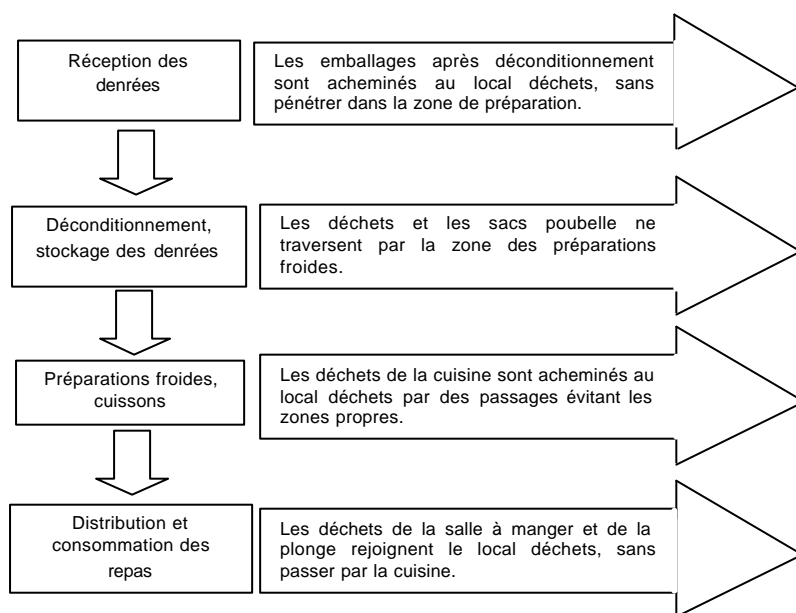 Réception des
denrées
Les emballages après déconditionnement
sont acheminés au local déchets, sans
pénétrer dans la zone de préparation.
Déconditionnement,
stockage des denrées
Les déchets et les sacs poubelle ne
traversent par la zone des préparations
froides.
Préparations froides,
cuissons
Les déchets de la cuisine sont acheminés au
local déchets par des passages évitant les
zones propres.
Distribution et
consommation des
repas
Les déchets de la salle à manger et de la
plonge rejoignent le local déchets, sans
passer par la cuisine.